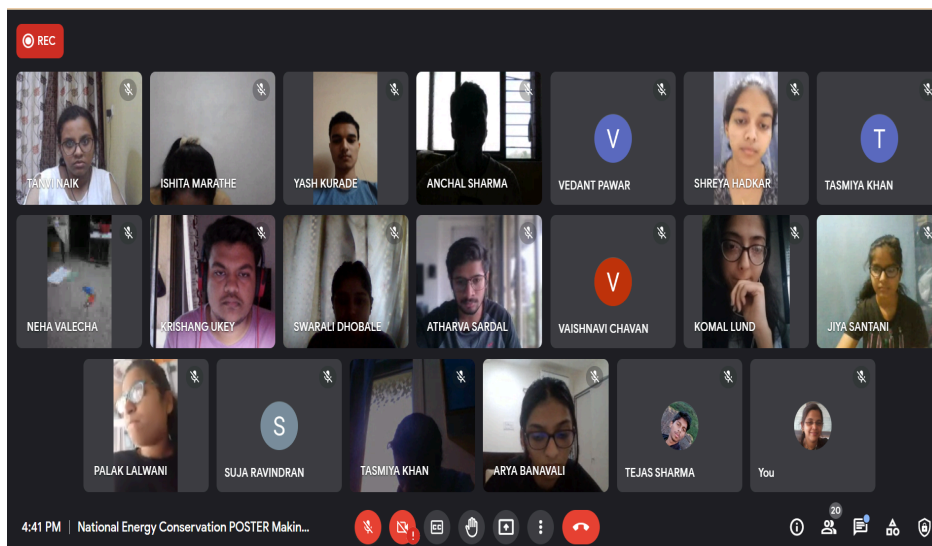 REC
TANVI NAIK
ISHITA MARATHE
YASH KURADE
ANCHAL SHARMA
V
VEDANT PAWAR
SHREYA HADKAR
T
TASMIYA KHAN
NEHA VALECHA
KRISHANG UKEY
SWARALI DHOBALE
ATHARVA SARDAL
V
VAISHNAVI CHAVAN
KOMAL LUND
JIYA SANTANI
PALAK LALWANI
S
SUJA RAVINDRAN
TASMIYA KHAN
ARYA BANAVALI
TEJAS SHARMA
You
4:41 PM | National Energy Conservation POSTER Makin...
CC
20